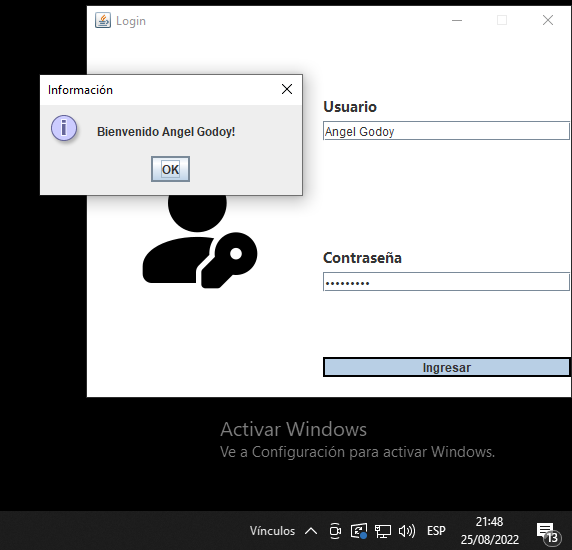 Login
Información
Bienvenido Angel Godoy!
OK
Usuario
Angel Godoy
Contraseña
•••••••••
Ingresar
Activar Windows
Ve a Configuración para activar Windows.
Vínculos
ESP
21:48
25/08/2022
13